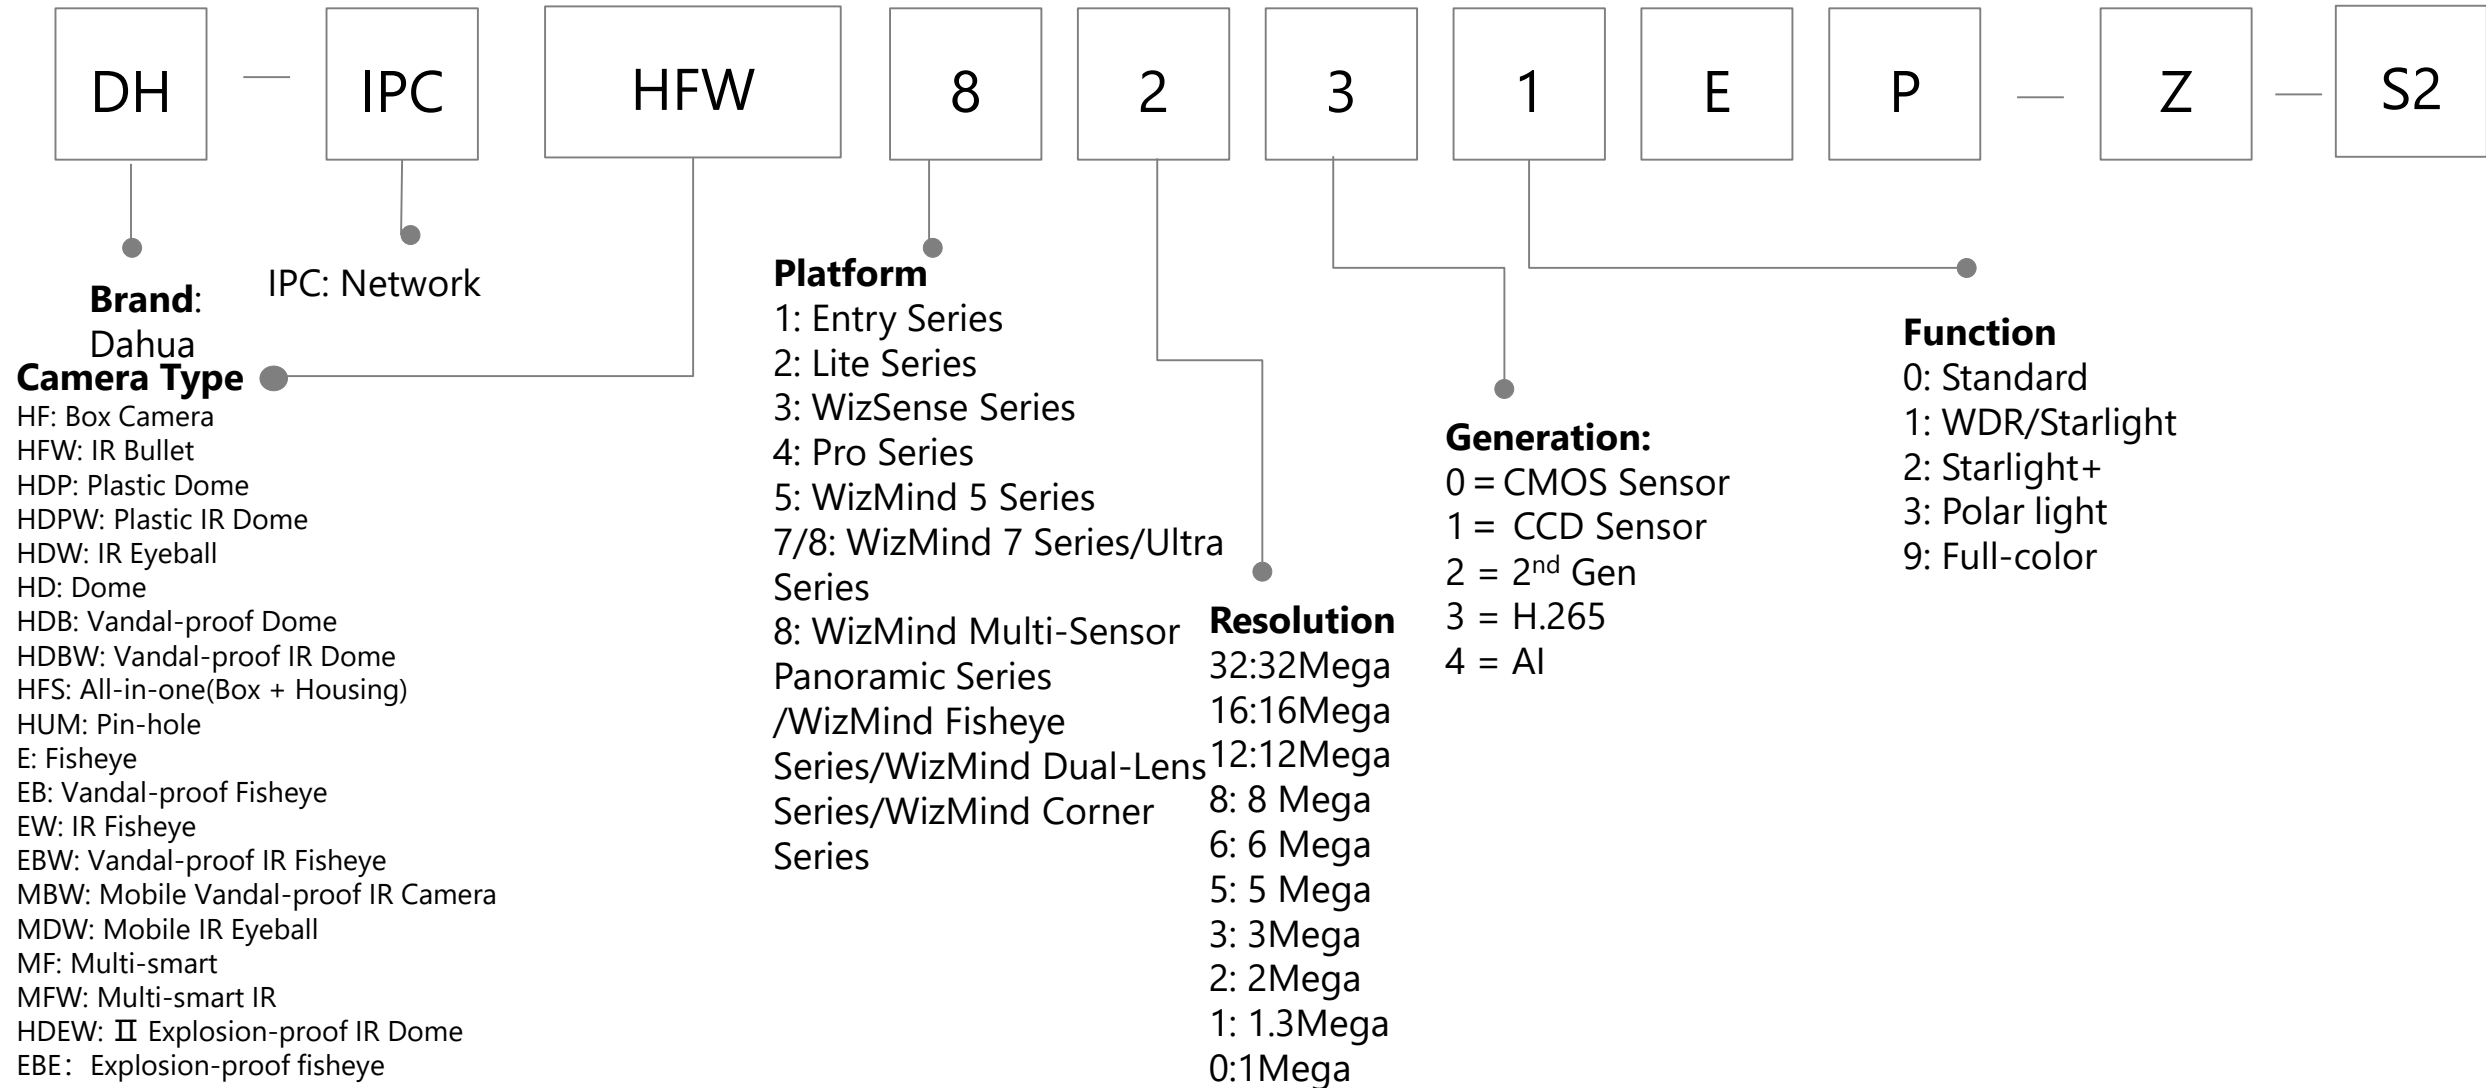 DH — IPC HFW 8 2 3 1 E P — Z — S2
Brand:
Dahua
IPC: Network
Camera Type
HF: Box Camera
HFW: IR Bullet
HDP: Plastic Dome
HDPW: Plastic IR Dome
HDW: IR Eyeball
HD: Dome
HDB: Vandal-proof Dome
HDBW: Vandal-proof IR Dome
HFS: All-in-one(Box + Housing)
HUM: Pin-hole
E: Fisheye
EB: Vandal-proof Fisheye
EW: IR Fisheye
EBW: Vandal-proof IR Fisheye
MBW: Mobile Vandal-proof IR Camera
MDW: Mobile IR Eyeball
MF: Multi-smart
MFW: Multi-smart IR
HDEW: Ⅱ Explosion-proof IR Dome
EBE：Explosion-proof fisheye
Platform
1: Entry Series
2: Lite Series
3: WizSense Series
4: Pro Series
5: WizMind 5 Series
7/8: WizMind 7 Series/Ultra
Series
8: WizMind Multi-Sensor
Panoramic Series
/WizMind Fisheye
Series/WizMind Dual-Lens
Series/WizMind Corner
Series
Resolution
32:32Mega
16:16Mega
12:12Mega
8: 8 Mega
6: 6 Mega
5: 5 Mega
3: 3Mega
2: 2Mega
1: 1.3Mega
0:1Mega
Generation:
0 = CMOS Sensor
1 = CCD Sensor
2 = 2nd Gen
3 = H.265
4 = AI
Function
0: Standard
1: WDR/Starlight
2: Starlight+
3: Polar light
9: Full-color